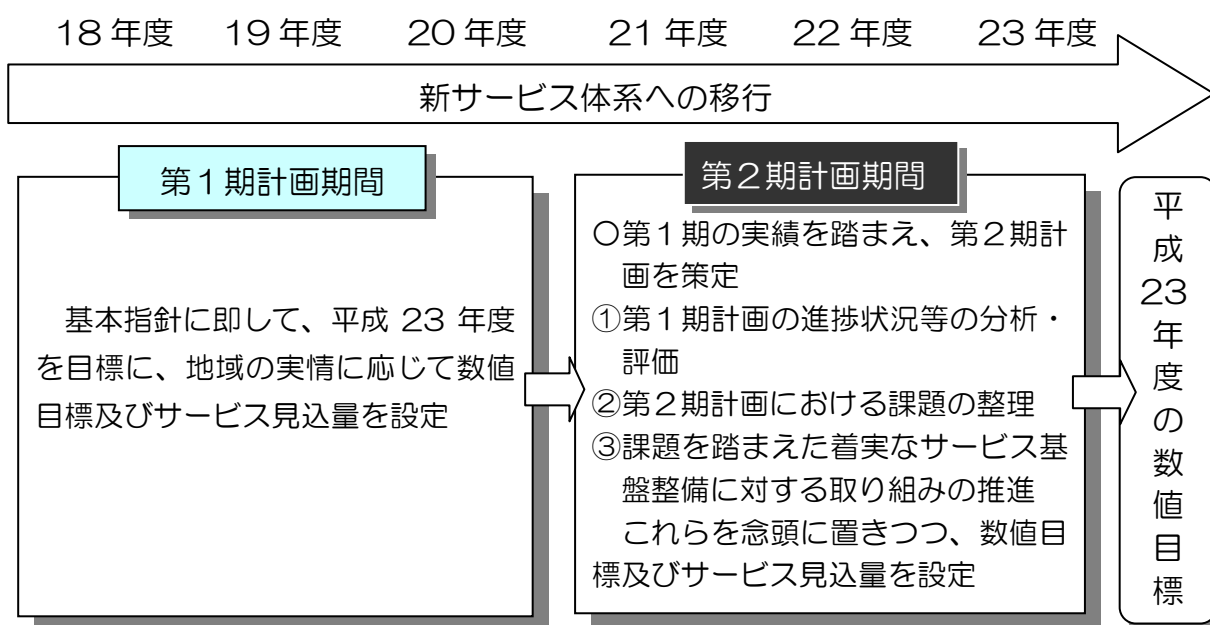 18年度 19年度 20年度 21年度 22年度 23年度
新サービス体系への移行
第1期計画期間
基本指針に即して、平成 23 年度
を目標に、地域の実情に応じて数値
目標及びサービス見込量を設定
第2期計画期間
○第1期の実績を踏まえ、第2期計
画を策定
①第1期計画の進捗状況等の分析・
評価
②第2期計画における課題の整理
③課題を踏まえた着実なサービス基
盤整備に対する取り組みの推進
これらを念頭に置きつつ、数値目
標及びサービス見込量を設定
平成23年度の数値目標